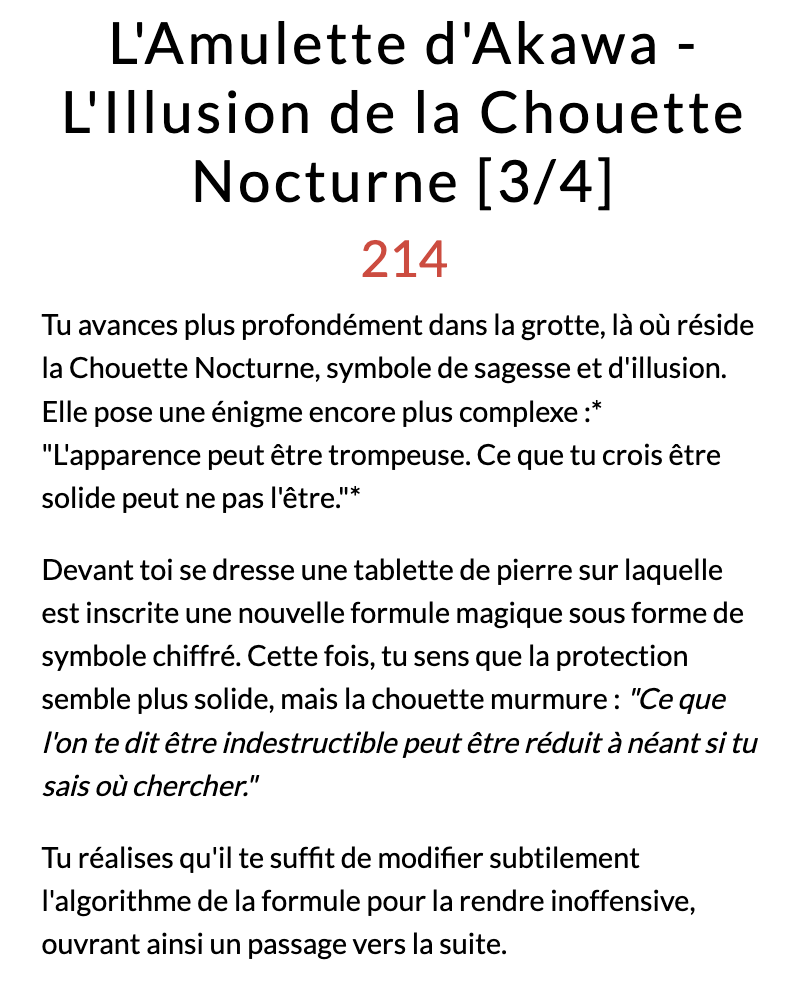 L'Amulette d'Akawa -
L'Illusion de la Chouette
Nocturne [3/4]
214
Tu avances plus profondément dans la grotte, là où réside
la Chouette Nocturne, symbole de sagesse et d'illusion.
Elle pose une énigme encore plus complexe :*
"L'apparence peut être trompeuse. Ce que tu crois être
solide peut ne pas l'être."*
Devant toi se dresse une tablette de pierre sur laquelle
est inscrite une nouvelle formule magique sous forme de
symbole chiffré. Cette fois, tu sens que la protection
semble plus solide, mais la chouette murmure : "Ce que
l'on te dit être indestructible peut être réduit à néant si tu
sais où chercher."
Tu réalises qu'il te suffit de modifier subtilement
l'algorithme de la formule pour la rendre inoffensive,
ouvrant ainsi un passage vers la suite.